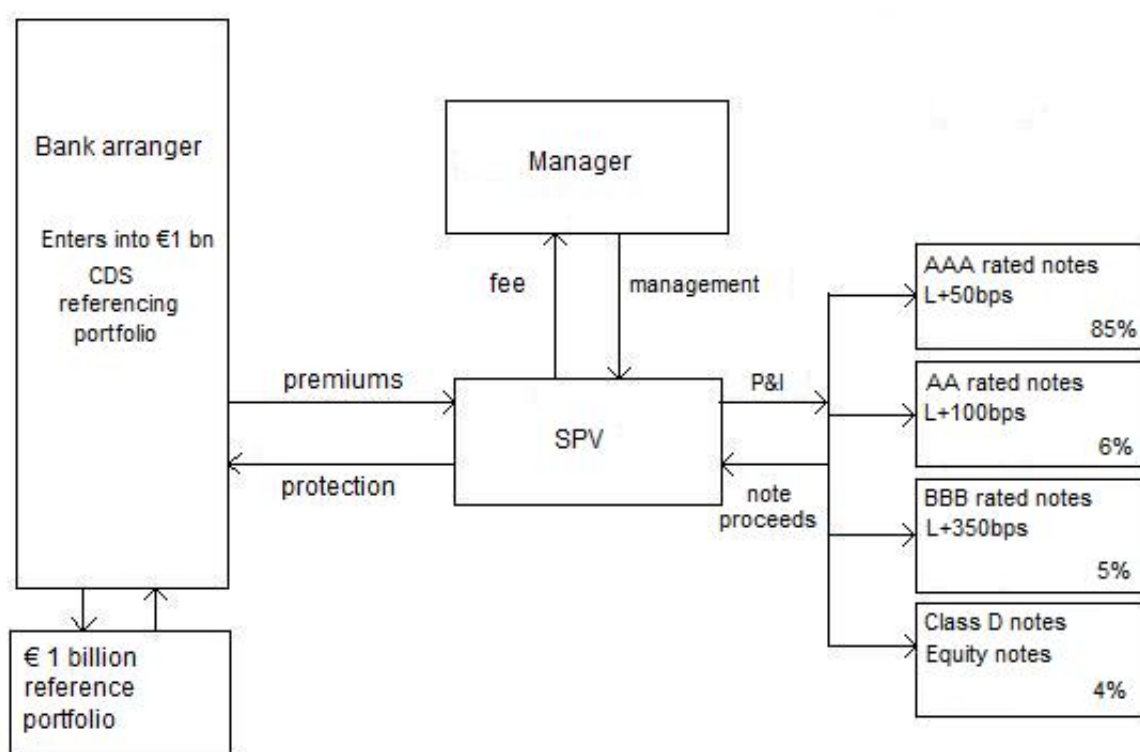 Bank arranger
Enters into €1 bn
CDS
referencing
portfolio
€ 1 billion
reference
portfolio
premiums
protection
Manager
fee
management
SPV
P&I
note
proceeds
AAA rated notes
L+50bps
85%
AA rated notes
L+100bps
6%
BBB rated notes
L+350bps
5%
Class D notes
Equity notes
4%